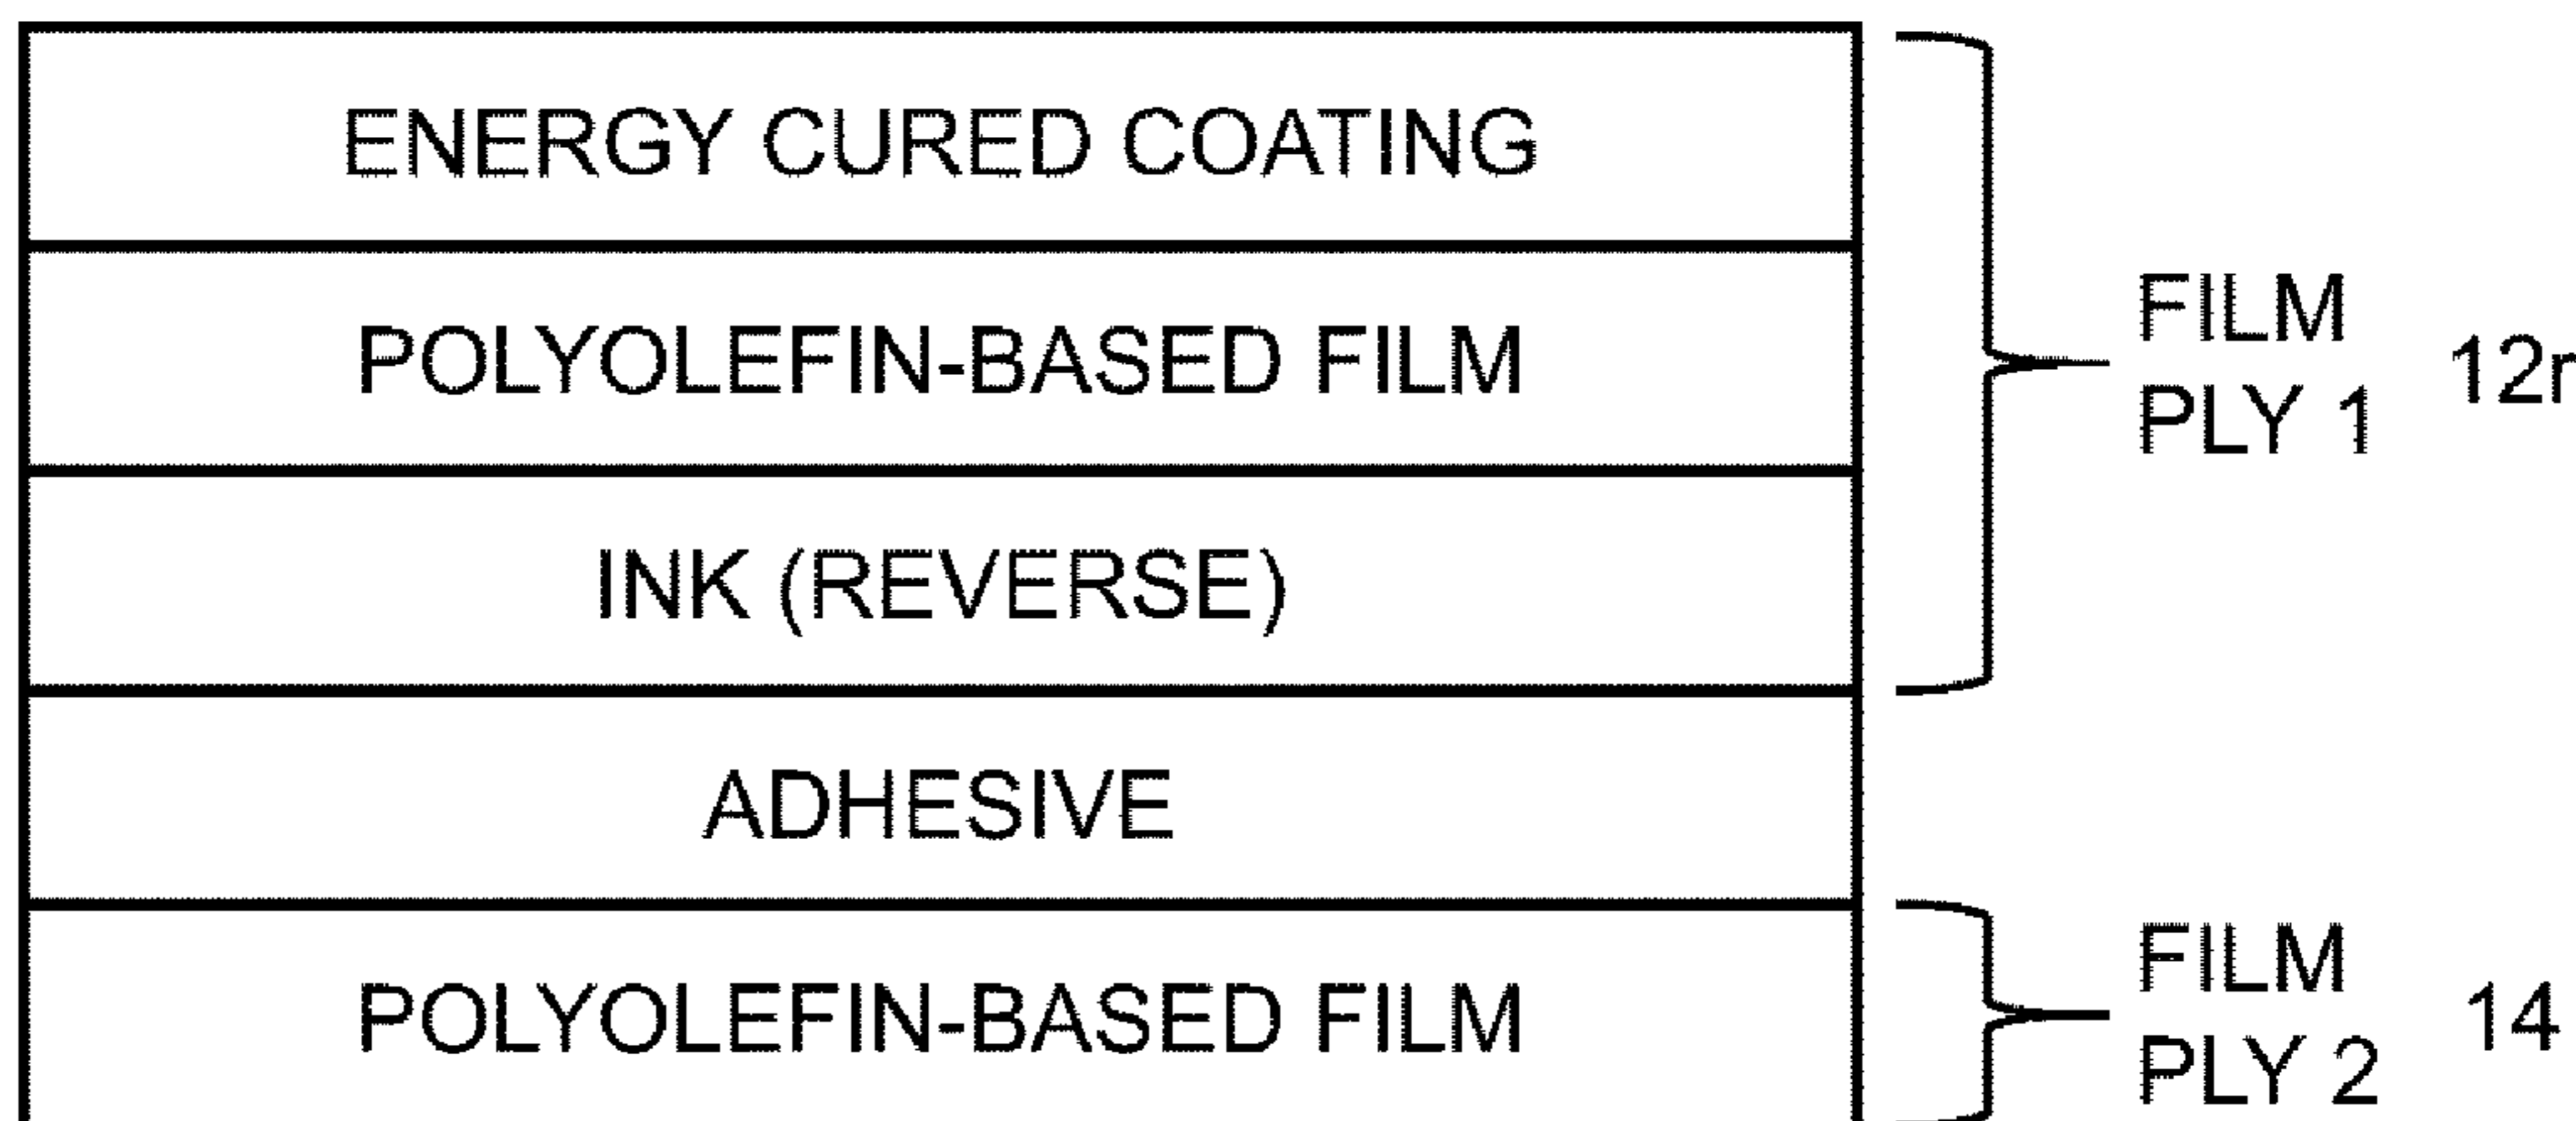 ENERGY CURED COATING
POLYOLEFIN-BASED FILM
INK (REVERSE)
ADHESIVE
POLYOLEFIN-BASED FILM
FILM
PLY 1
12r
FILM
PLY 2
14